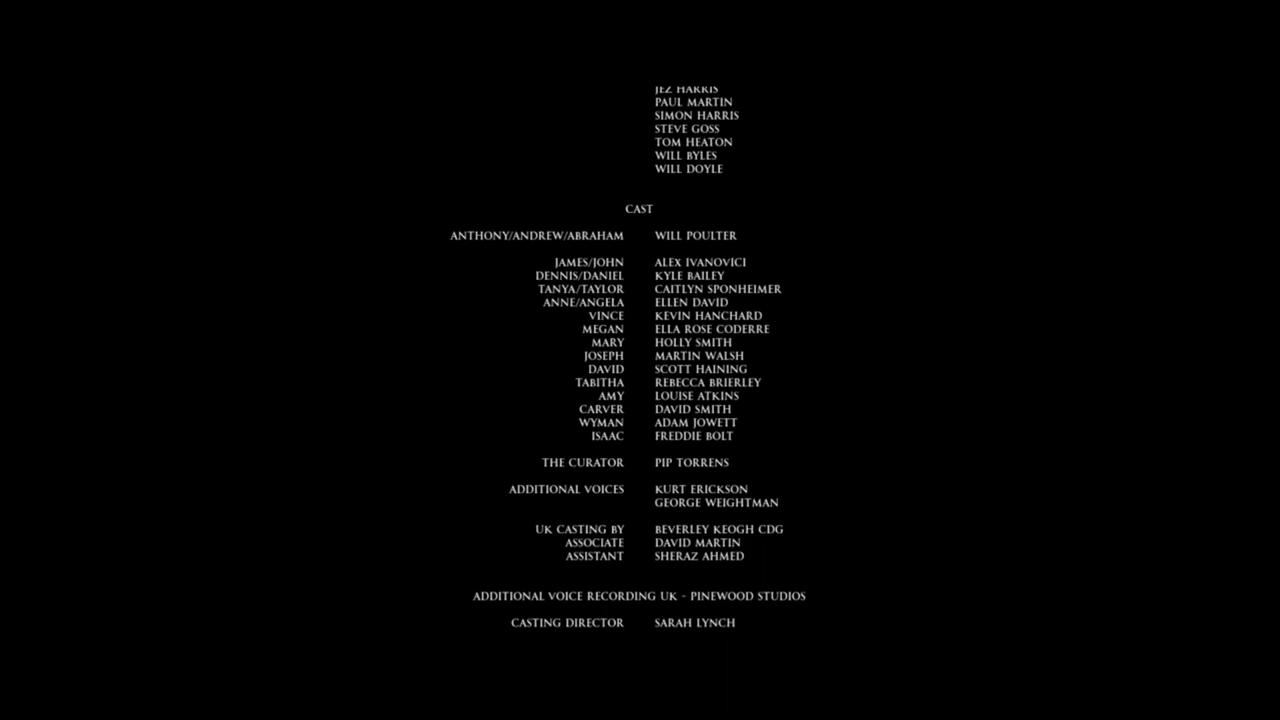 JEZ HARRIS
PAUL MARTIN
SIMON HARRIS
STEVE GOSS
TOM HEATON
WILL BYLES
WILL DOYLE
CAST
ANTHONY/ANDREW/ABRAHAM WILL POULTER
JAMES/JOHN ALEX IVANOVICI
DENNIS/DANIEL KYLE BAILEY
TANYA/TAYLOR CAITLYN SPONHEIMER
ANNE/ANGELA ELLEN DAVID
VINCE KEVIN HANCHARD
MEGAN ELLA ROSE CODERRE
MARY HOLLY SMITH
JOSEPH MARTIN WALSH
DAVID SCOTT HAINING
TABITHA REBECCA BRIERLEY
AMY LOUISE ATKINS
CARVER DAVID SMITH
WYMAN ADAM JOWETT
ISAAC FREDDIE BOLT
THE CURATOR PIP TORRENS
ADDITIONAL VOICES KURT ERICKSON
GEORGE WEIGHTMAN
UK CASTING BY BEVERLEY KEOGH CDG
ASSOCIATE DAVID MARTIN
ASSISTANT SHERAZ AHMED
ADDITIONAL VOICE RECORDING UK - PINEWOOD STUDIOS
CASTING DIRECTOR SARAH LYNCH